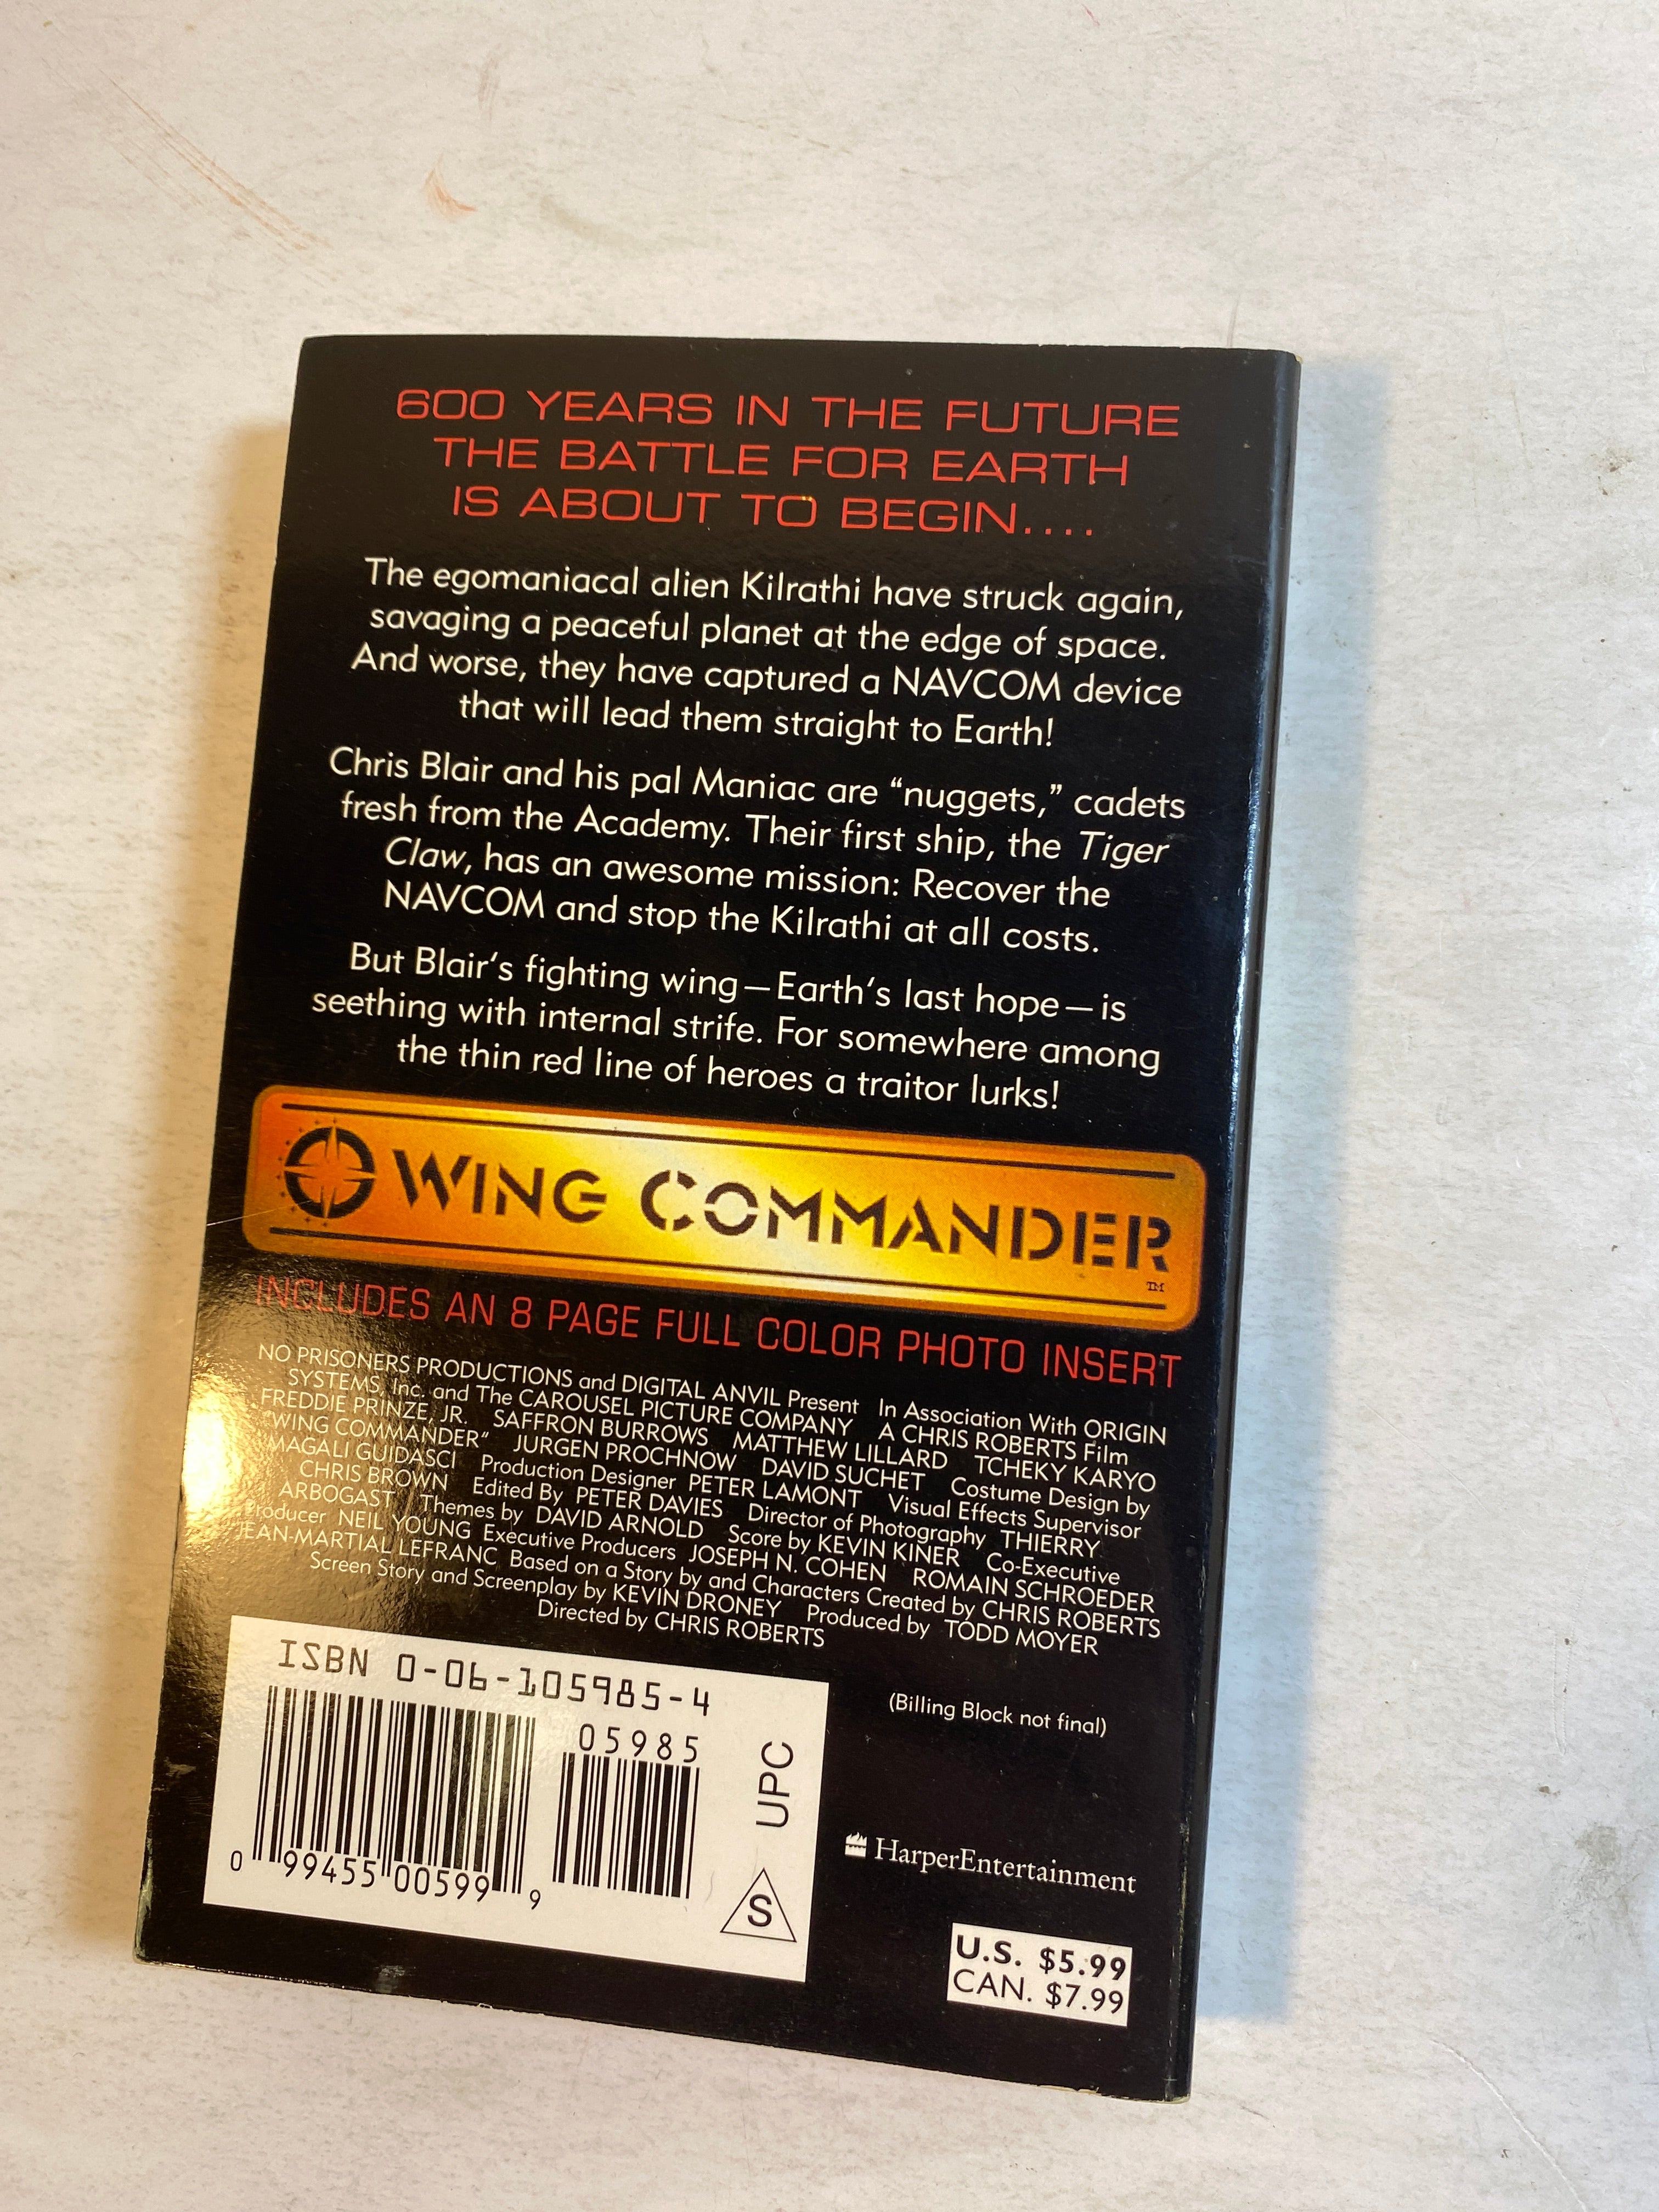 600 YEARS IN THE FUTURE
THE BATTLE FOR EARTH
IS ABOUT TO BEGIN....
The egomaniacal alien Kilrathi have struck again,
savaging a peaceful planet at the edge of space.
And worse, they have captured a NAVCOM device
that will lead them straight to Earth!
Chris Blair and his pal Maniac are “nuggets,” cadets
fresh from the Academy. Their first ship, the Tiger
Claw, has an awesome mission: Recover the
NAVCOM and stop the Kilrathi at all costs.
But Blair's fighting wing—Earth's last hope—is
seething with internal strife. For somewhere among
the thin red line of heroes a traitor lurks!
WING COMMANDER
TM
INCLUDES AN 8 PAGE FULL COLOR PHOTO INSERT
NO PRISONERS PRODUCTIONS and DIGITAL ANVIL Present In Association With ORIGIN
SYSTEMS, Inc. and The CAROUSEL PICTURE COMPANY A CHRIS ROBERTS Film
FREDDIE PRINZE, JR. SAFFRON BURROWS MATTHEW LILLARD TCHEKY KARYO
"WING COMMANDER" JURGEN PROCHNOW DAVID SUCHET Costume Design by
MAGALI GUIDASCI Production Designer PETER LAMONT Visual Effects Supervisor
CHRIS BROWN Edited By PETER DAVIES Director of Photography THIERRY
ARBOGAST Themes by DAVID ARNOLD Score by KEVIN KINER Co-Executive
Producer NEIL YOUNG Executive Producers JOSEPH N. COHEN ROMAIN SCHROEDER
JEAN-MARTIAL LEFRANC Based on a Story by and Characters Created by CHRIS ROBERTS
Screen Story and Screenplay by KEVIN DRONEY Produced by TODD MOYER
Directed by CHRIS ROBERTS
(Billing Block not final)
ISBN 0-06-105985-4
05985
UPC
0 99455 00599 9
S
HarperEntertainment
U.S. $5.99
CAN. $7.99